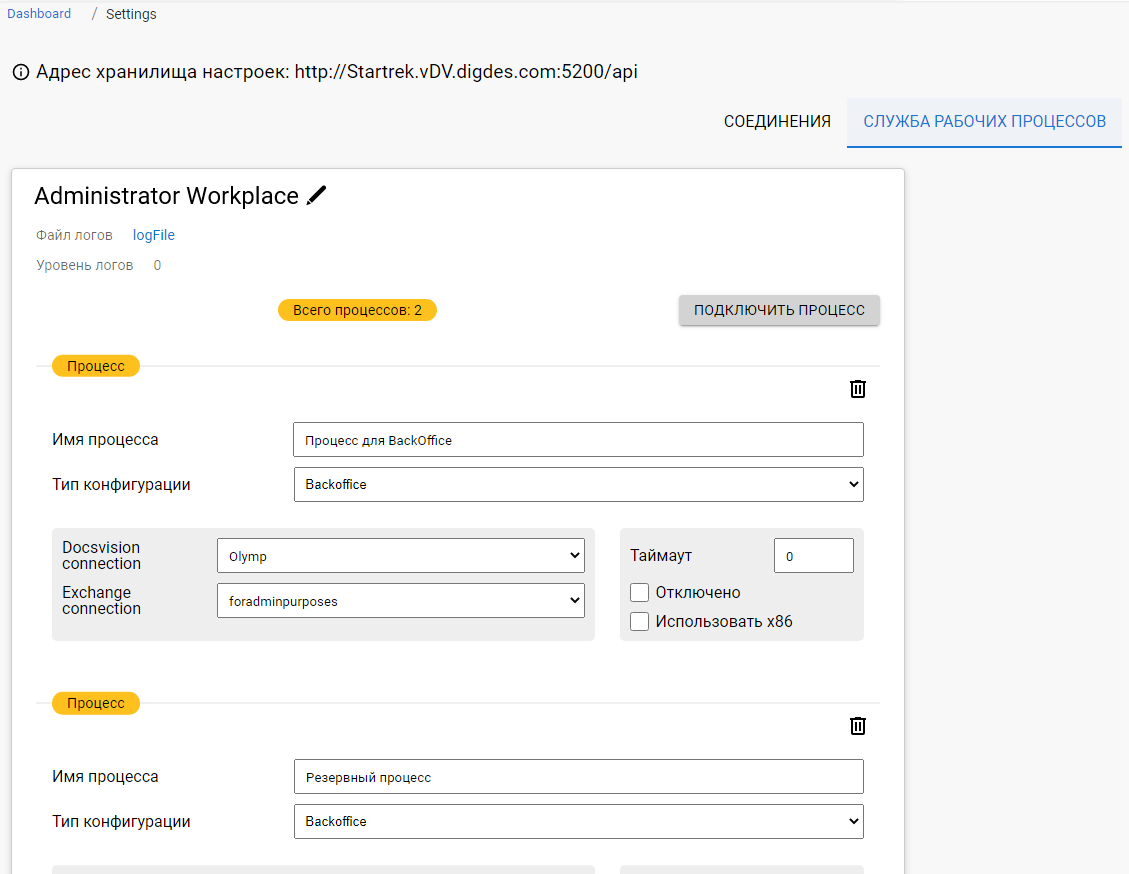 Dashboard / Settings
Адрес хранилища настроек: http://Startrek.vDV.digdes.com:5200/api
СОЕДИНЕНИЯ СЛУЖБА РАБОЧИХ ПРОЦЕССОВ
Administrator Workplace
Файл логов logFile
Уровень логов 0
Всего процессов: 2 ПОДКЛЮЧИТЬ ПРОЦЕСС
Процесс
Имя процесса Процесс для BackOffice
Тип конфигурации Backoffice
Docsvision
connection
Olymp
Exchange
connection
foradminpurposes
Таймаут 0
Отключено
Использовать x86
Процесс
Имя процесса Резервный процесс
Тип конфигурации Backoffice